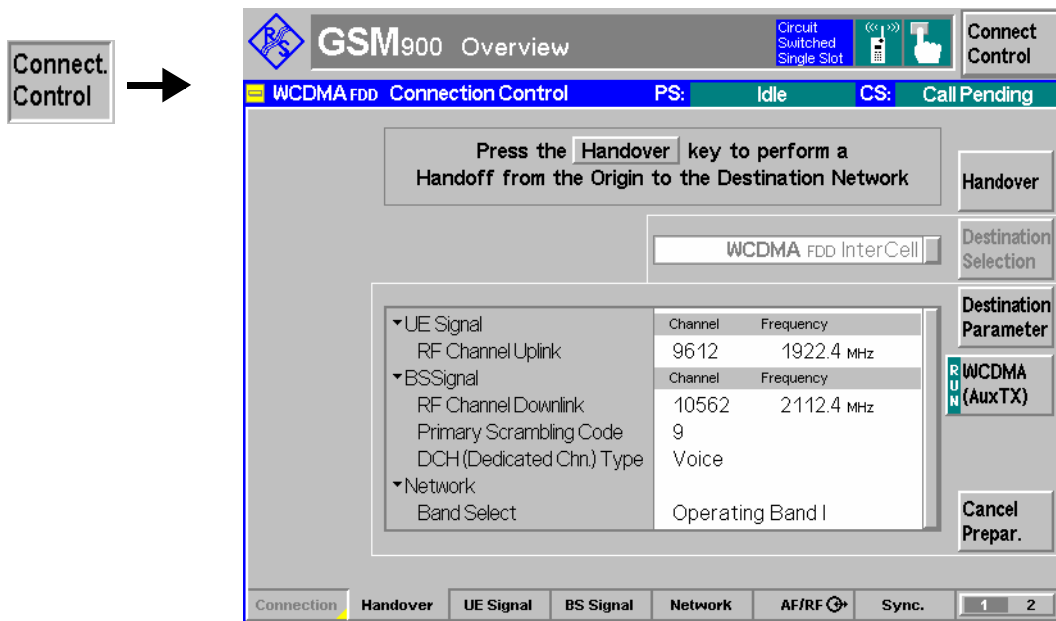 Connect.
Control
R&S
GSM900 Overview
Circuit
Switched
Single Slot
Connect
Control
WCDMA FDD Connection Control PS: Idle CS: Call Pending
Press the Handover key to perform a
Handoff from the Origin to the Destination Network
Handover
WCDMA FDD InterCell
Destination
Selection
Destination
Parameter
UE Signal Channel Frequency
RF Channel Uplink 9612 1922.4 MHz
BSSignal Channel Frequency
RF Channel Downlink 10562 2112.4 MHz
Primary Scrambling Code 9
DCH (Dedicated Chn.) Type Voice
Network
Band Select Operating Band I
RUN
WCDMA
(AuxTX)
Cancel
Prepar.
Connection Handover UE Signal BS Signal Network AF/RF Sync. 1 2